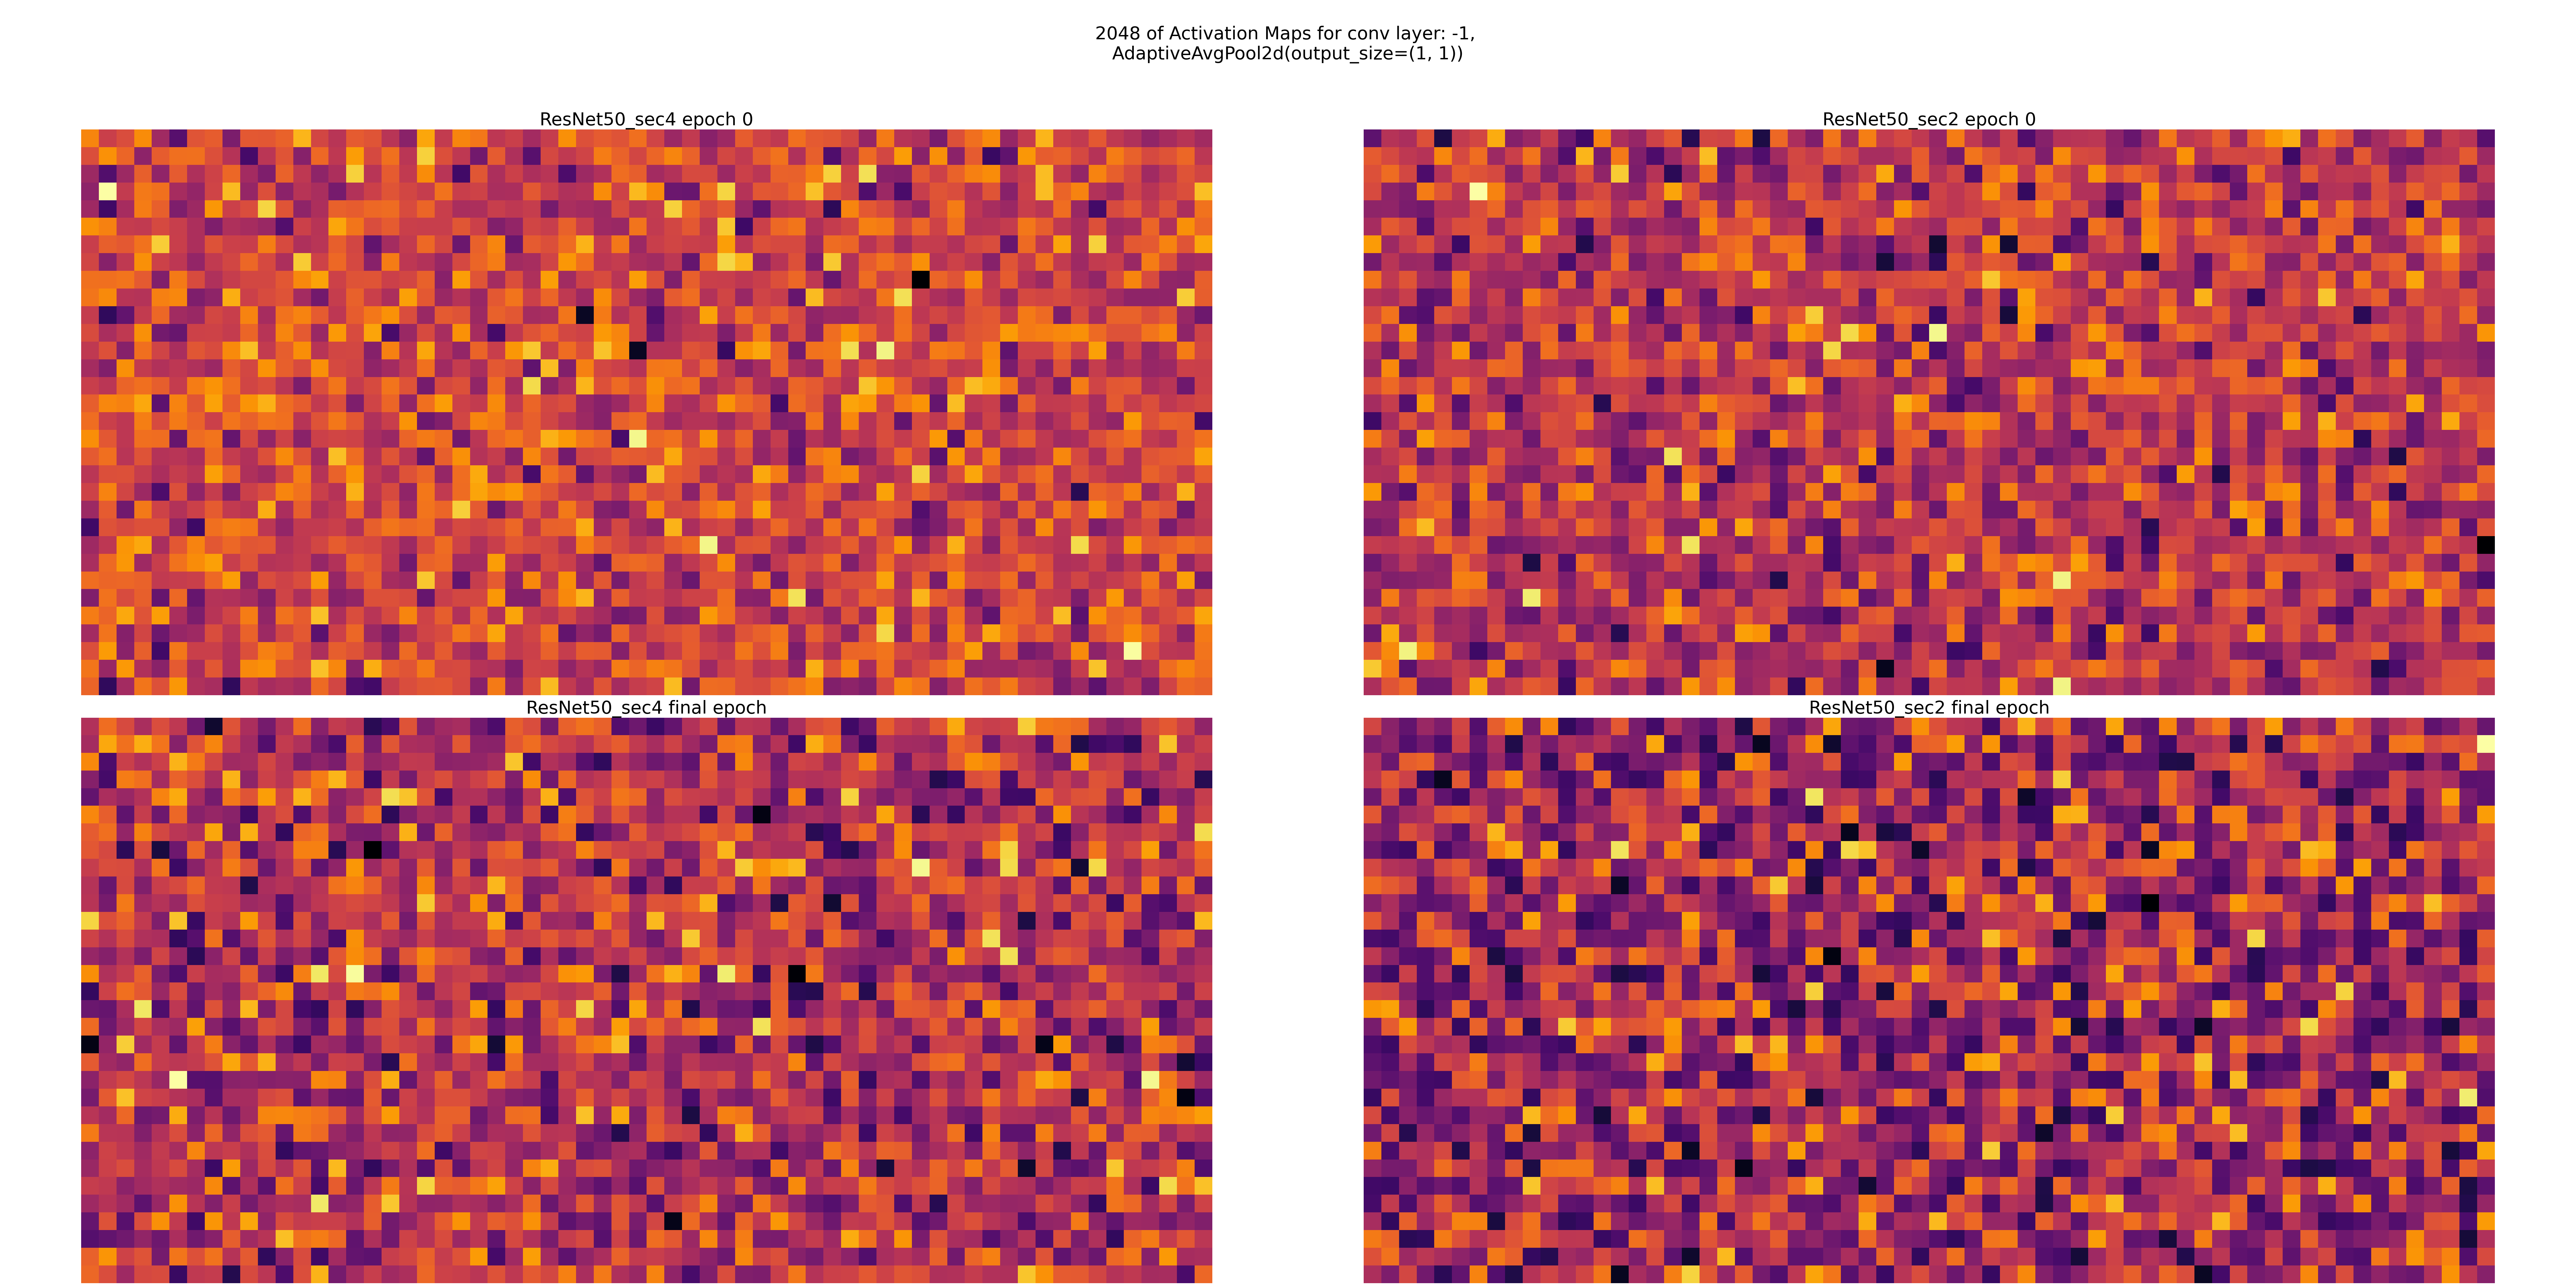 2048 of Activation Maps for conv layer: -1,
AdaptiveAvgPool2d(output_size=(1, 1))
ResNet50_sec4 epoch 0
ResNet50_sec2 epoch 0
ResNet50_sec4 final epoch
ResNet50_sec2 final epoch